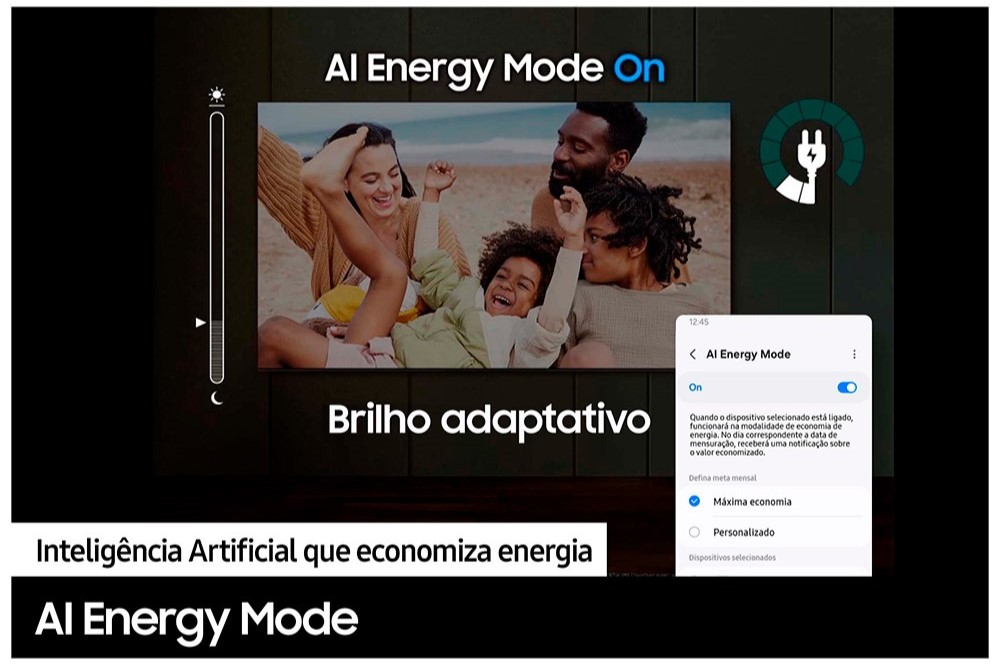 AI Energy Mode On
12:45
AI Energy Mode
On
Quando o dispositivo selecionado está ligado,
funcionará na modalidade de economia de
energia. No dia correspondente a data de
mensuração, receberá uma notificação sobre
o valor economizado.
Defina meta mensal
Máxima economia
Personalizado
Dispositivos selecionados
Brilho adaptativo
Inteligência Artificial que economiza energia
AI Energy Mode